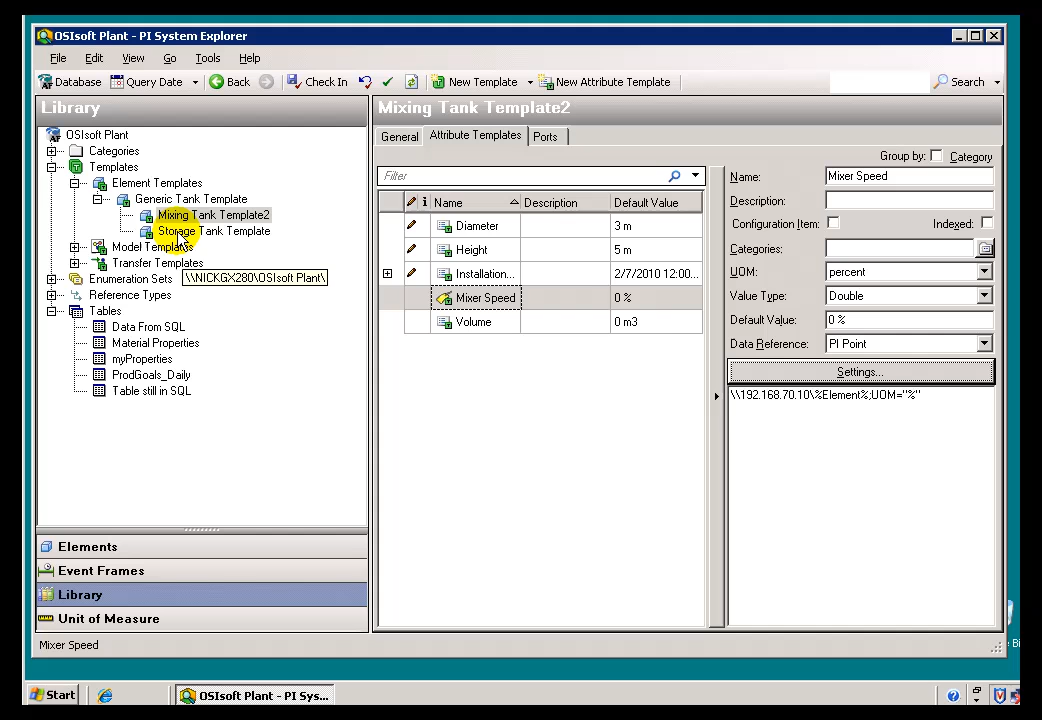 OSIsoft Plant - PI System Explorer
File Edit View Go Tools Help
Database Query Date Back Check In New Template New Attribute Template Search
Library
OSIsoft Plant
Categories
Templates
Element Templates
Generic Tank Template
Mixing Tank Template2
Storage Tank Template
Model Templates
Transfer Templates
\\NICKGX280\OSIsoft Plant\
Enumeration Sets
Reference Types
Tables
Data From SQL
Material Properties
myProperties
ProdGoals_Daily
Table still in SQL
Elements
Event Frames
Library
Unit of Measure
Mixing Tank Template2
General Attribute Templates Ports
Group by: Category
Filter
Name Description Default Value
Diameter 3 m
Height 5 m
Installation... 2/7/2010 12:00...
Mixer Speed 0 %
Volume 0 m3
Name: Mixer Speed
Description:
Configuration Item: Indexed:
Categories:
UOM: percent
Value Type: Double
Default Value: 0 %
Data Reference: PI Point
Settings...
\\192.168.70.10\%Element%;UOM="%"
Mixer Speed
Start OSIsoft Plant - PI Sys...